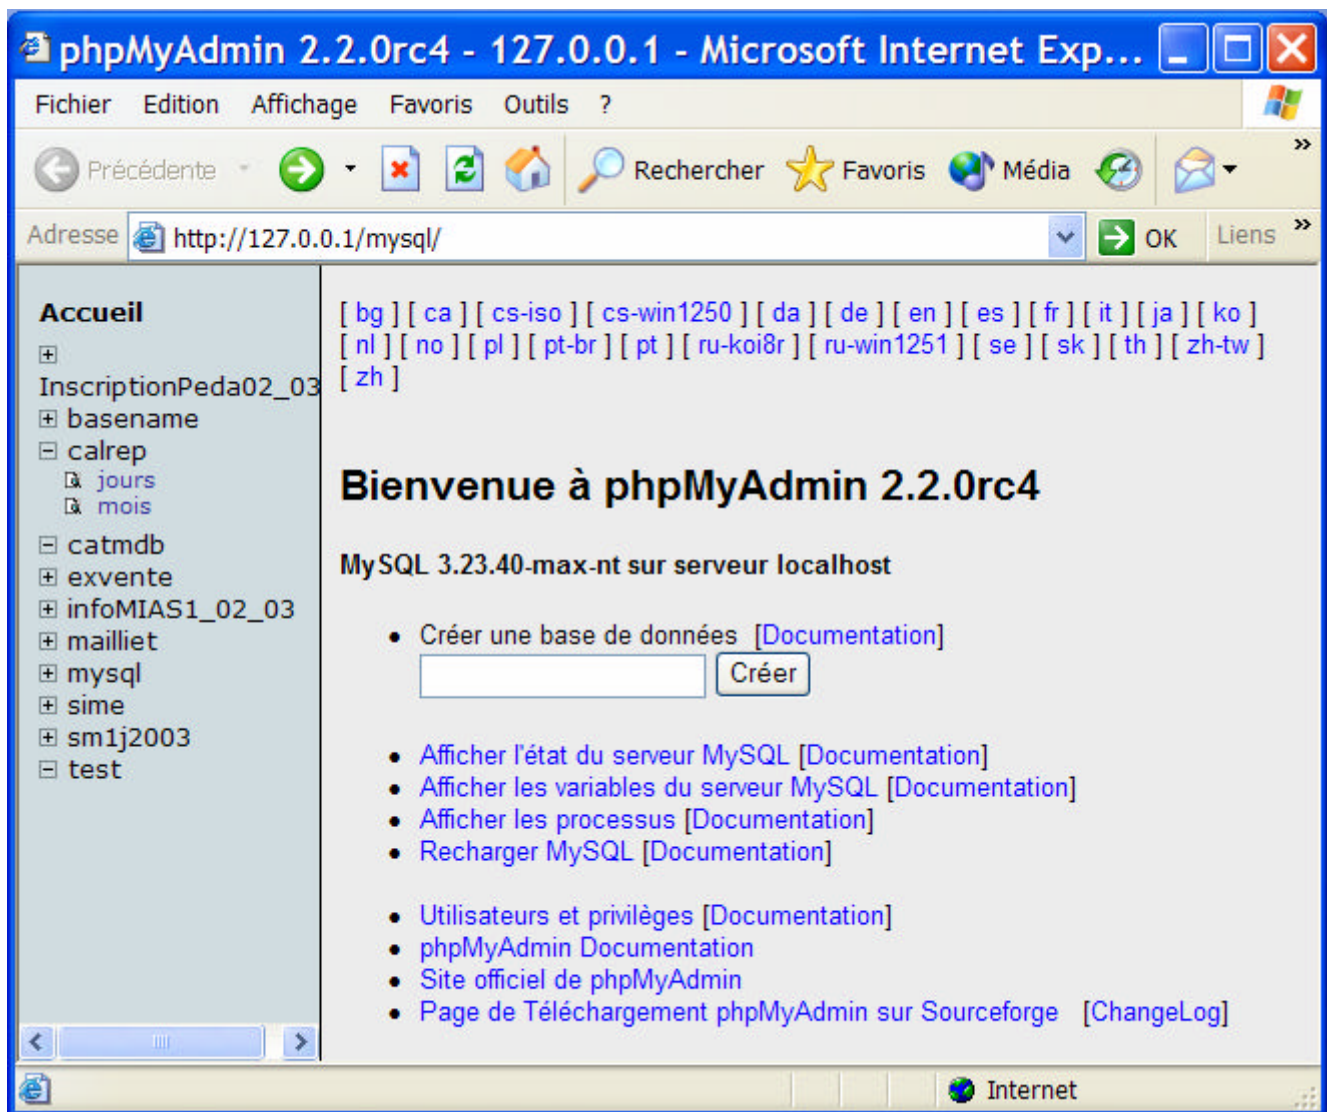 phpMyAdmin 2.2.0rc4 - 127.0.0.1 - Microsoft Internet Exp...
Fichier Edition Affichage Favoris Outils ?
Précédente Rechercher Favoris Média »
Adresse http://127.0.0.1/mysql/ OK Liens »
Accueil
InscriptionPeda02_03
basename
calrep
jours
mois
catmdb
exvente
infoMIAS1_02_03
mailliet
mysql
sime
sm1j2003
test
[ bg ] [ ca ] [ cs-iso ] [ cs-win1250 ] [ da ] [ de ] [ en ] [ es ] [ fr ] [ it ] [ ja ] [ ko ]
[ nl ] [ no ] [ pl ] [ pt-br ] [ pt ] [ ru-koi8r ] [ ru-win1251 ] [ se ] [ sk ] [ th ] [ zh-tw ]
[ zh ]
Bienvenue à phpMyAdmin 2.2.0rc4
MySQL 3.23.40-max-nt sur serveur localhost
• Créer une base de données [Documentation]
Créer
• Afficher l'état du serveur MySQL [Documentation]
• Afficher les variables du serveur MySQL [Documentation]
• Afficher les processus [Documentation]
• Recharger MySQL [Documentation]
• Utilisateurs et privilèges [Documentation]
• phpMyAdmin Documentation
• Site officiel de phpMyAdmin
• Page de Téléchargement phpMyAdmin sur Sourceforge [ChangeLog]
Internet